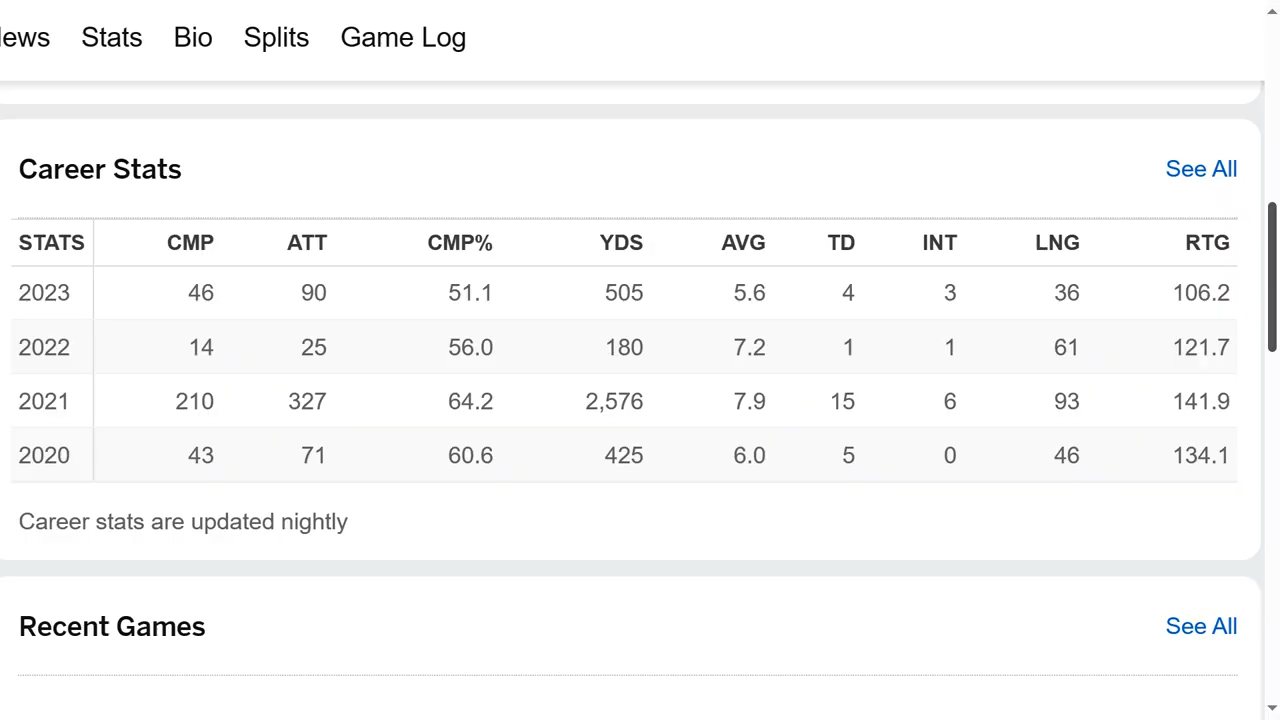 ews Stats Bio Splits Game Log
Career Stats See All
STATS CMP ATT CMP% YDS AVG TD INT LNG RTG
2023 46 90 51.1 505 5.6 4 3 36 106.2
2022 14 25 56.0 180 7.2 1 1 61 121.7
2021 210 327 64.2 2,576 7.9 15 6 93 141.9
2020 43 71 60.6 425 6.0 5 0 46 134.1
Career stats are updated nightly
Recent Games See All